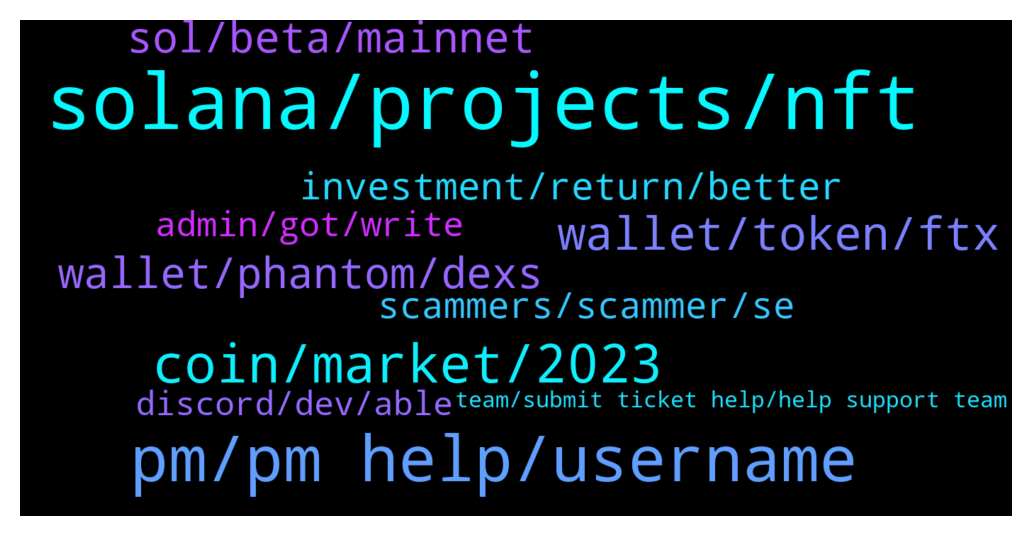 sol/beta/mainnet
solana/projects/nft
investment/return/better
admin/got/write
wallet/token/ftx
wallet/phantom/dexs
scammers/scammer/se
coin/market/2023
discord/dev/able
team/submit ticket help/help support team
pm/pm help/username